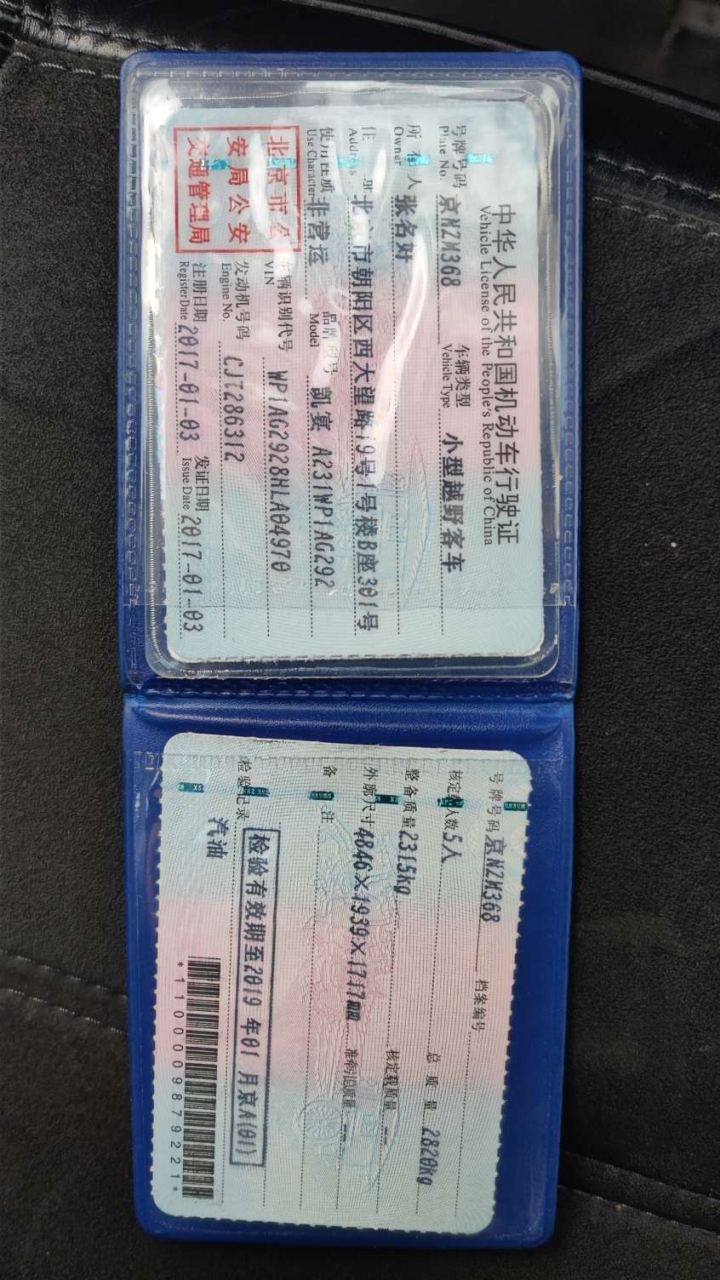 中华人民共和国机动车行驶证
Vehicle License of the People's Republic of China
号牌号码 京NZM368 车辆类型 小型越野客车
Plate No. Vehicle Type
所有人 张名好
Owner
住 址 北京市朝阳区西大望路19号1号楼B座301号
Address
使用性质 非营运 品牌型号 凯宴 A231WP1AG292
Use Character Model
北京市公
安局公安
交通管理局
车辆识别代号 WP1AG2928HLA04970
VIN
发动机号码 CJT286312
Engine No.
注册日期 2017-01-03 发证日期 2017-01-03
Register Date Issue Date
号牌号码 京NZM368 档案编号
核定载人数 5人 总 质 量 2820kg
整备质量 2315kg 核定载质量 --
外廓尺寸 4846×1939×1717mm 准牵引总质量 --
备 注
检验记录 检验有效期至2019 年01 月京A(01)
汽油
*1100009879221*